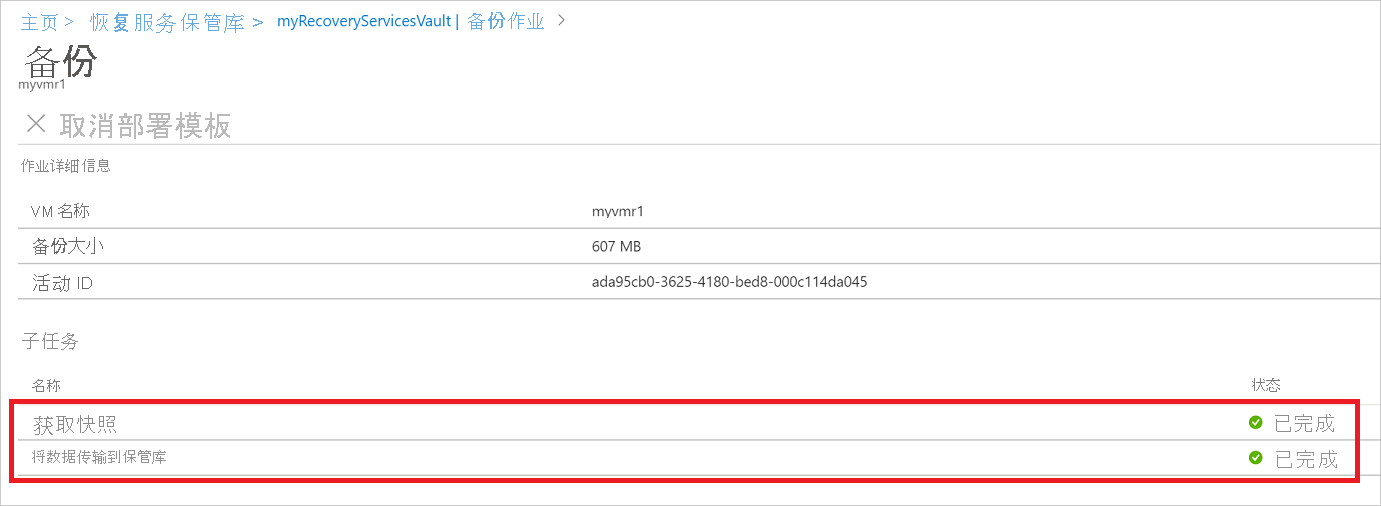 主页 > 恢复服务保管库 > myRecoveryServicesVault | 备份作业 >
备份
myvmr1
× 取消部署模板
作业详细信息
VM 名称 myvmr1
备份大小 607 MB
活动 ID ada95cb0-3625-4180-bed8-000c114da045
子任务
名称 状态
获取快照 已完成
将数据传输到保管库 已完成